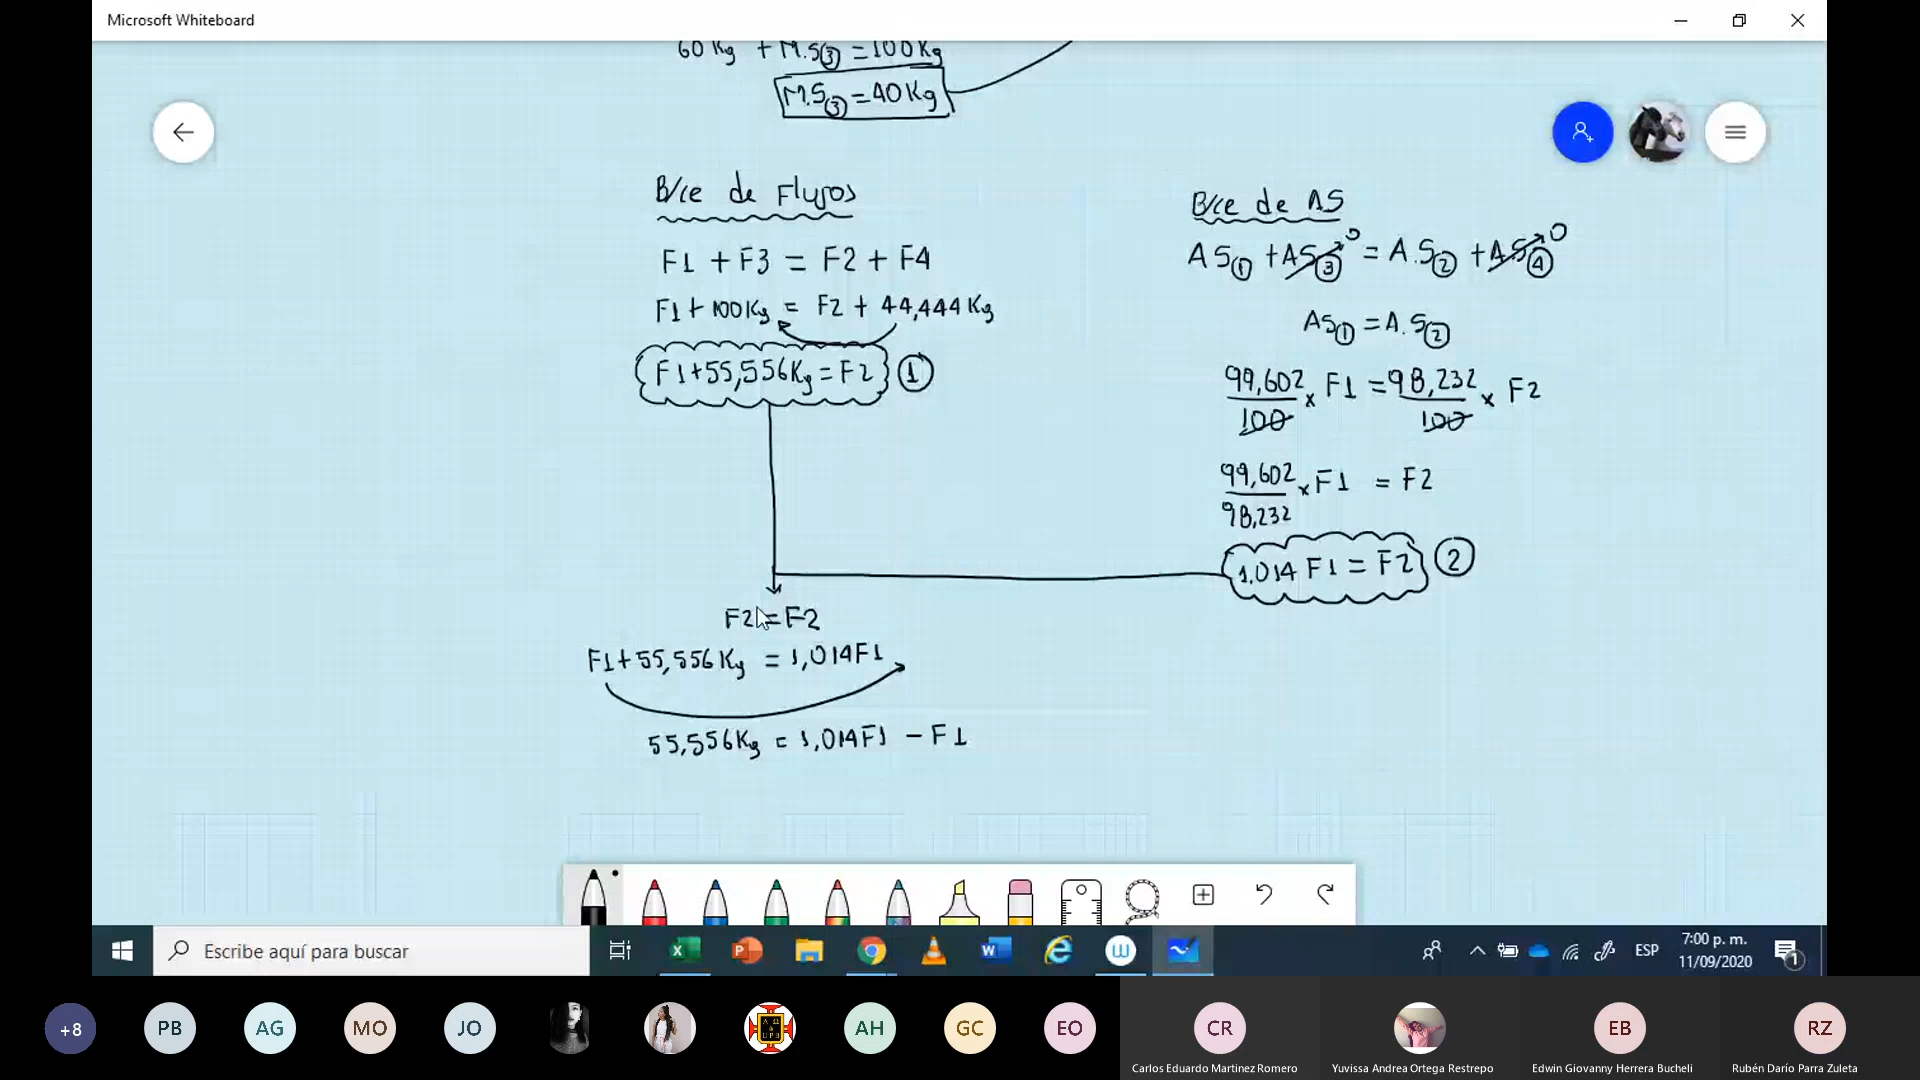 Microsoft Whiteboard
60 Kg + M.S③ = 100 Kg
M.S③ = 40 Kg
B/ce de Flujos
F1 + F3 = F2 + F4
F1 + 100 Kg = F2 + 44,444 Kg
F1 + 55,556 Kg = F2 ①
F2 = F2
F1 + 55,556 Kg = 1,014 F1
55,556 Kg = 1,014 F1 - F1
B/ce de AS
AS① + AS③ 0 = A.S② + AS④ 0
AS① = A.S②
99,602/100 x F1 = 98,232/100 x F2
99,602/98,232 x F1 = F2
1,014 F1 = F2 ②
Escribe aquí para buscar
ESP
7:00 p. m.
11/09/2020
1
+8
PB
AG
MO
JO
AH
GC
EO
CR
EB
RZ
Carlos Eduardo Martinez Romero
Yuvissa Andrea Ortega Restrepo
Edwin Giovanny Herrera Bucheli
Rubén Darío Parra Zuleta